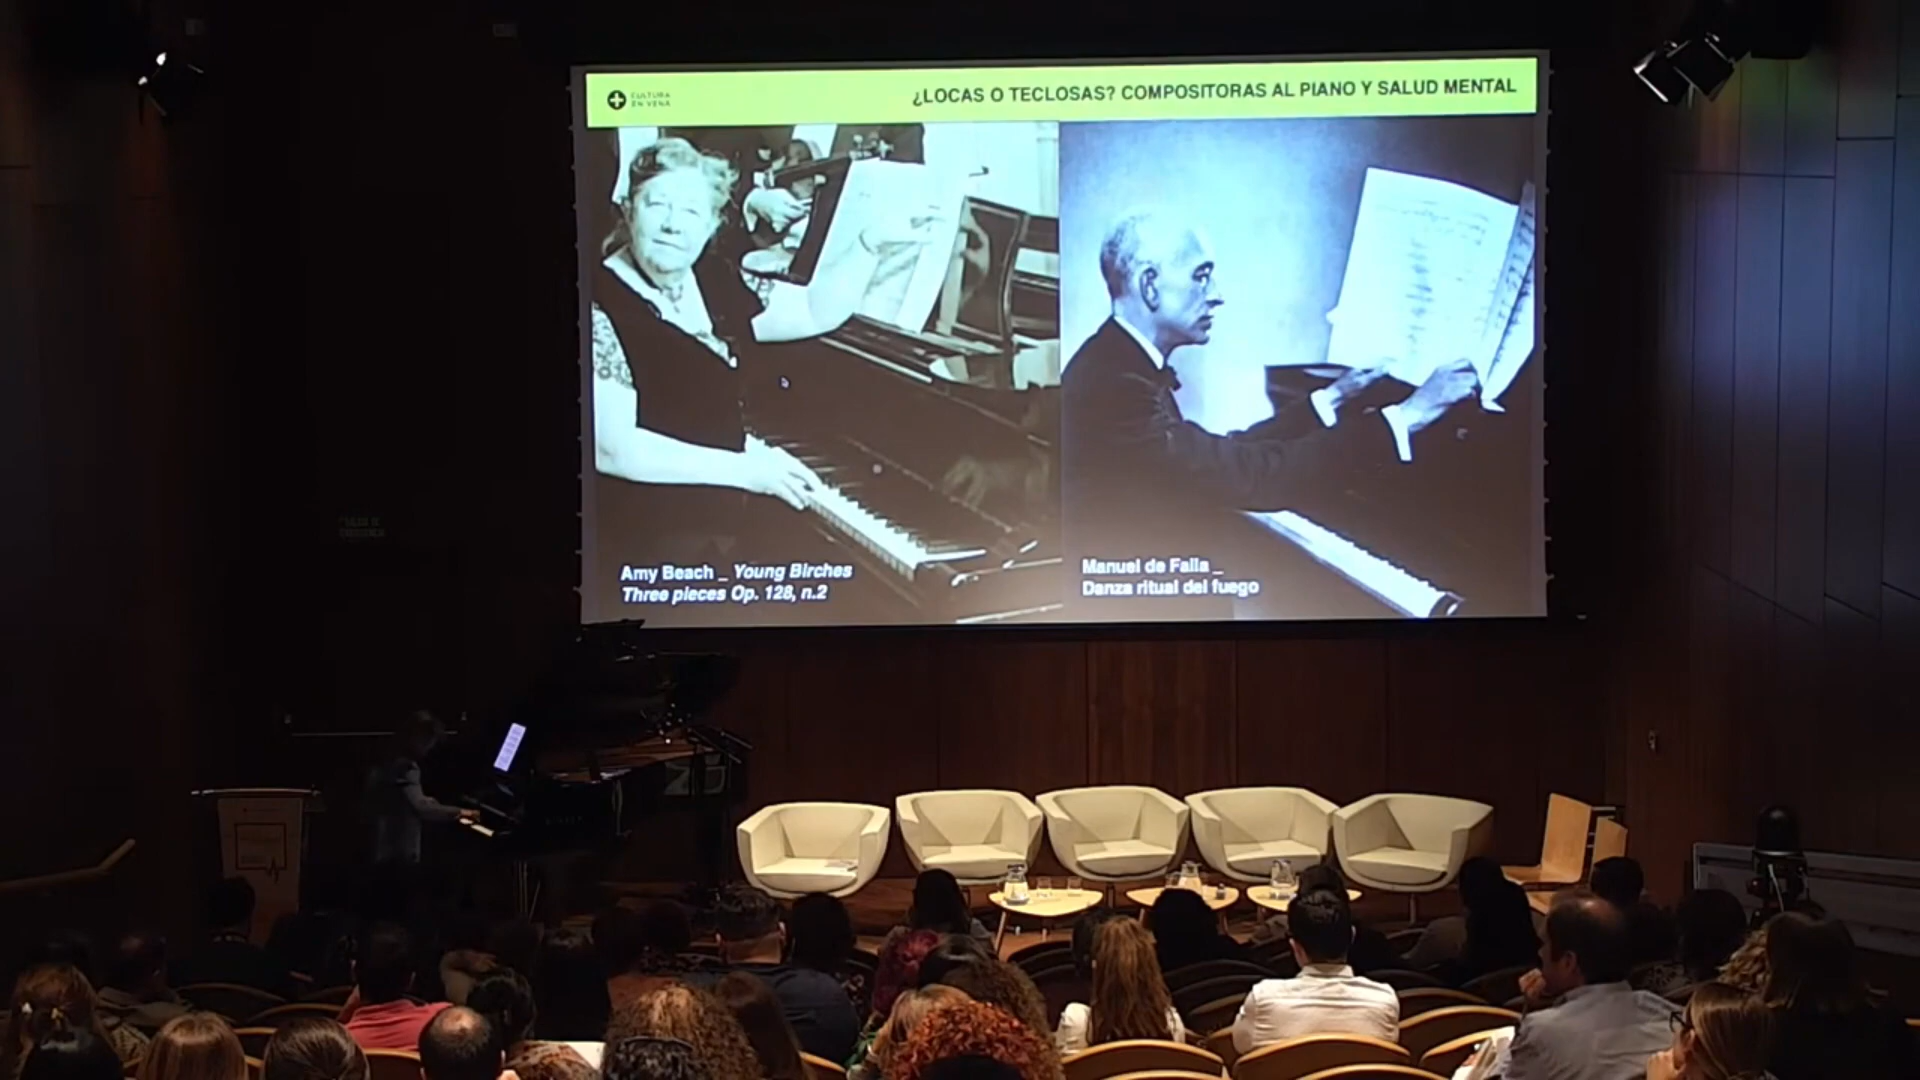 CULTURA
EN VENA
¿LOCAS O TECLOSAS? COMPOSITORAS AL PIANO Y SALUD MENTAL
Amy Beach _ Young Birches
Three pieces Op. 128, n.2
Manuel de Falla _
Danza ritual del fuego